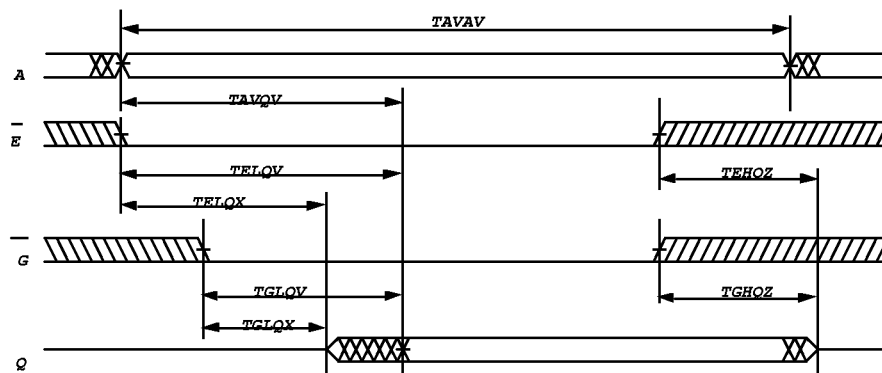 TAVAV
A
TAVQV
E
TELQV
TEHQZ
TELQX
G
TGLQV
TGHQZ
TGLQX
Q